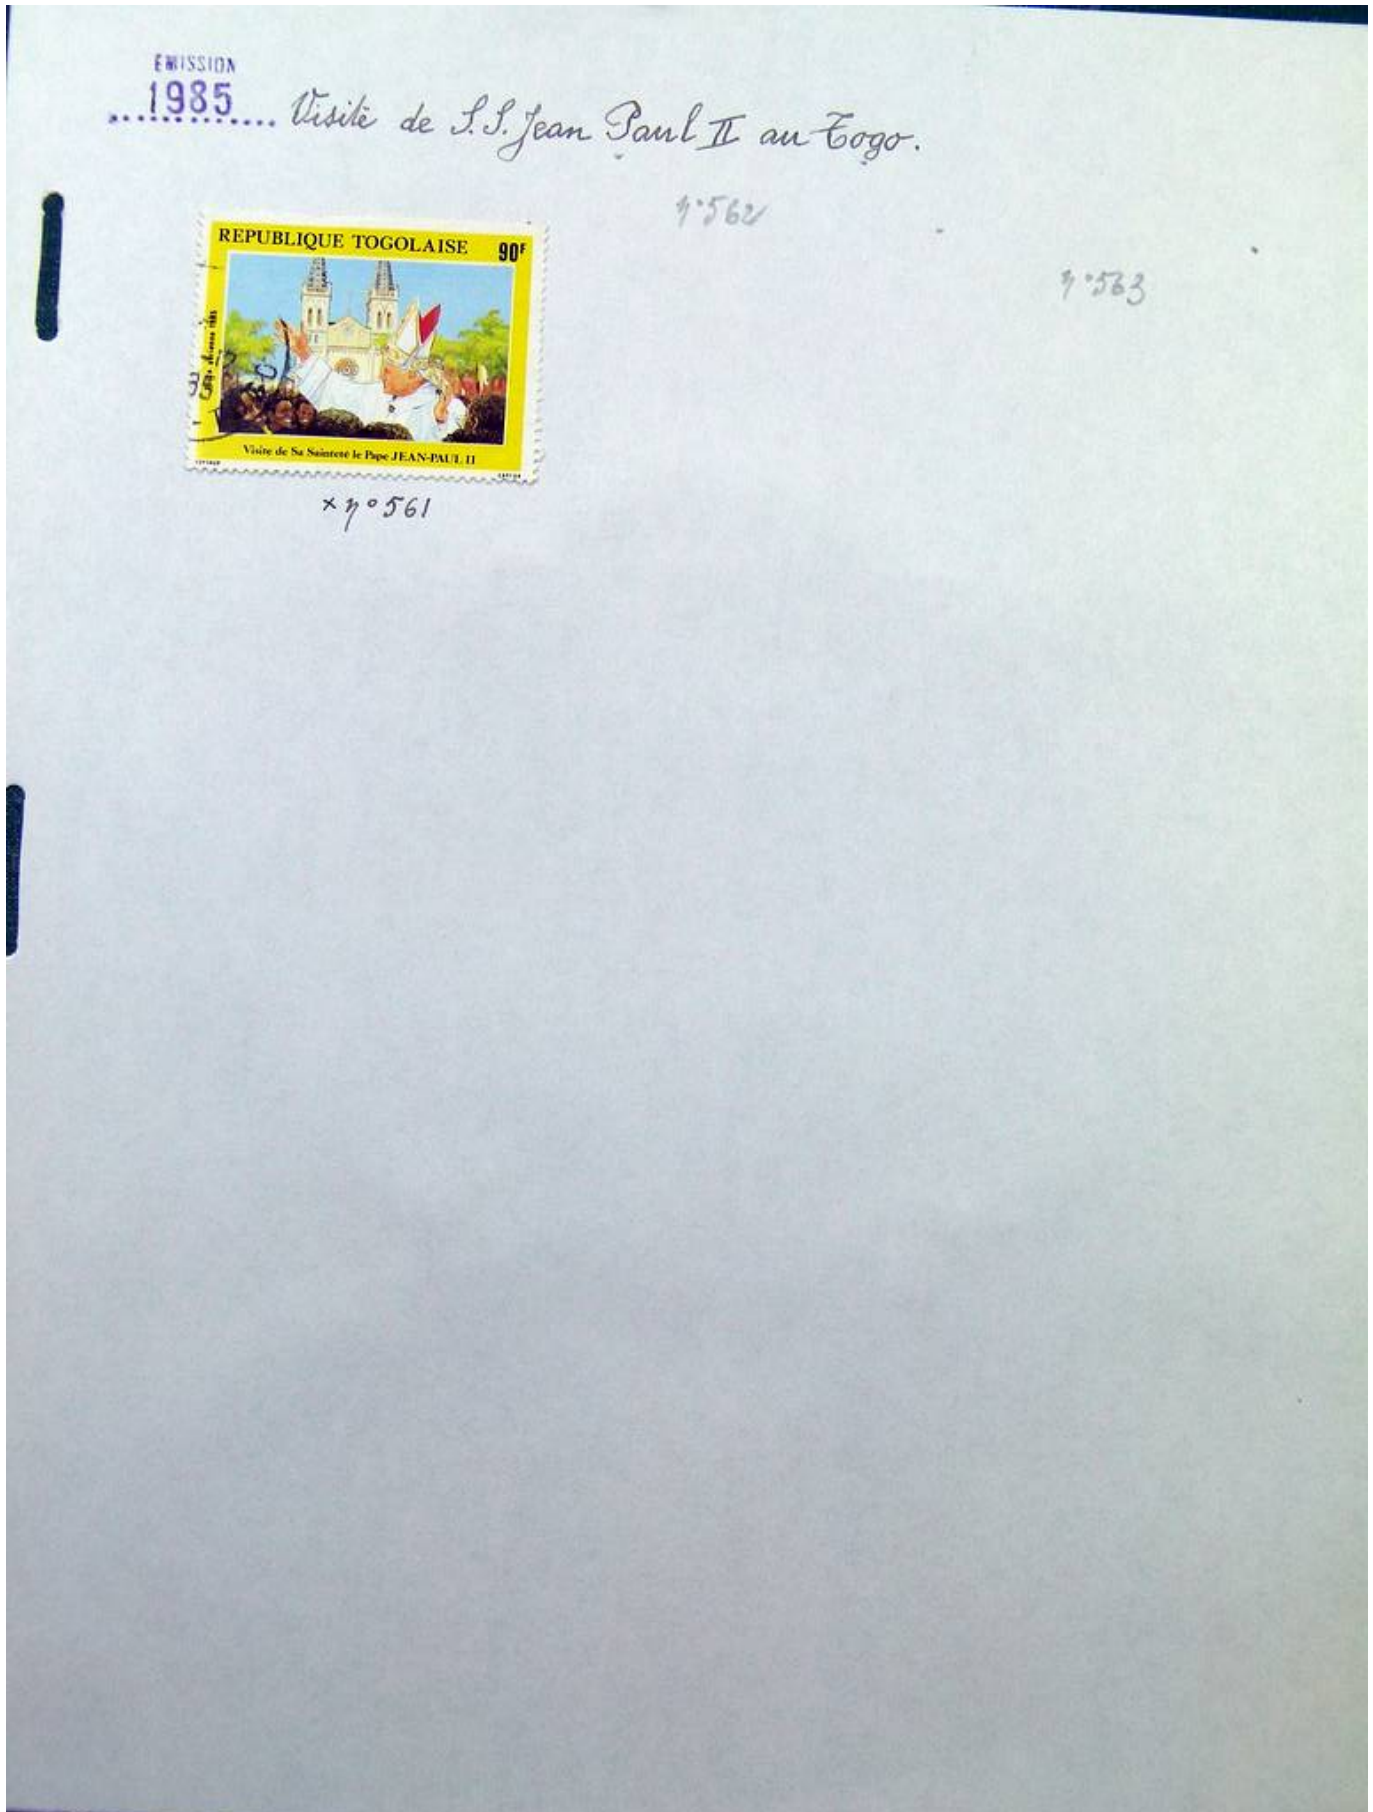 EMISSION
1985 Visite de S.S. Jean Paul II au Togo.
n°562
n°563
REPUBLIQUE TOGOLAISE 90F
1985
Visite de Sa Sainteté le Pape JEAN-PAUL II
x n°561